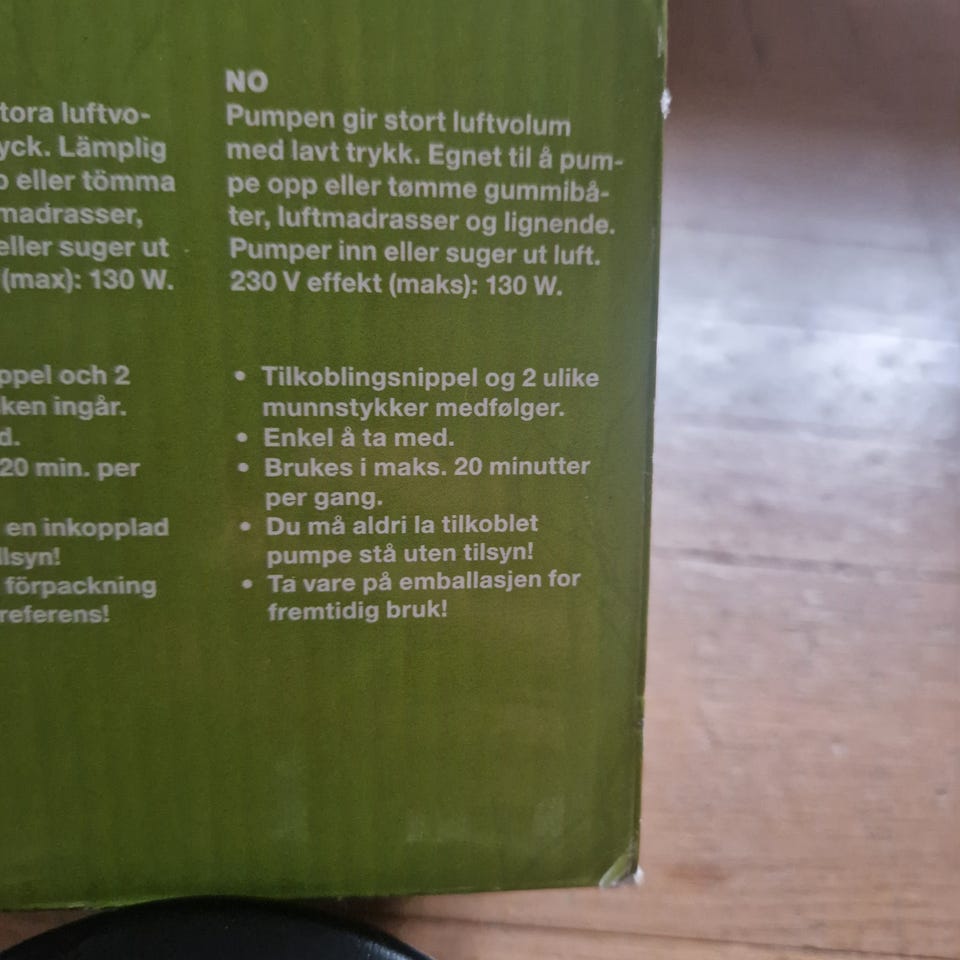 tora luftvo-
yck. Lämplig
eller tömma
madrasser,
eller suger ut
(max): 130 W.
ppel och 2
ken ingår.
d.
20 min. per
en inkopplad
llsyn!
förpackning
referens!
NO
Pumpen gir stort luftvolum
med lavt trykk. Egnet til å pum-
pe opp eller tømme gummibå-
ter, luftmadrasser og lignende.
Pumper inn eller suger ut luft.
230 V effekt (maks): 130 W.
• Tilkoblingsnippel og 2 ulike
munnstykker medfølger.
• Enkel å ta med.
• Brukes i maks. 20 minutter
per gang.
• Du må aldri la tilkoblet
pumpe stå uten tilsyn!
• Ta vare på emballasjen for
fremtidig bruk!